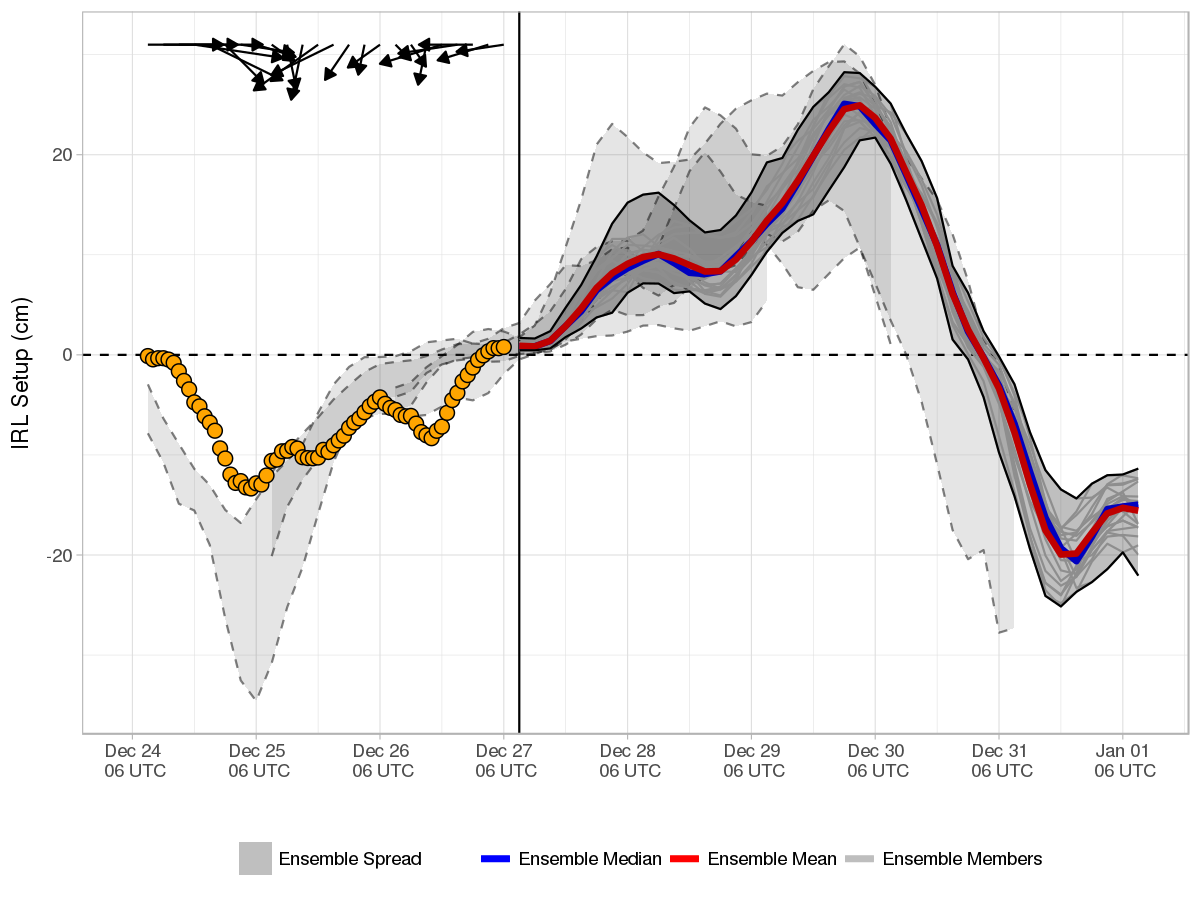 IRL Setup (cm)
20
0
-20
Dec 24 Dec 25 Dec 26 Dec 27 Dec 28 Dec 29 Dec 30 Dec 31 Jan 01
06 UTC 06 UTC 06 UTC 06 UTC 06 UTC 06 UTC 06 UTC 06 UTC 06 UTC
Ensemble Spread Ensemble Median Ensemble Mean Ensemble Members